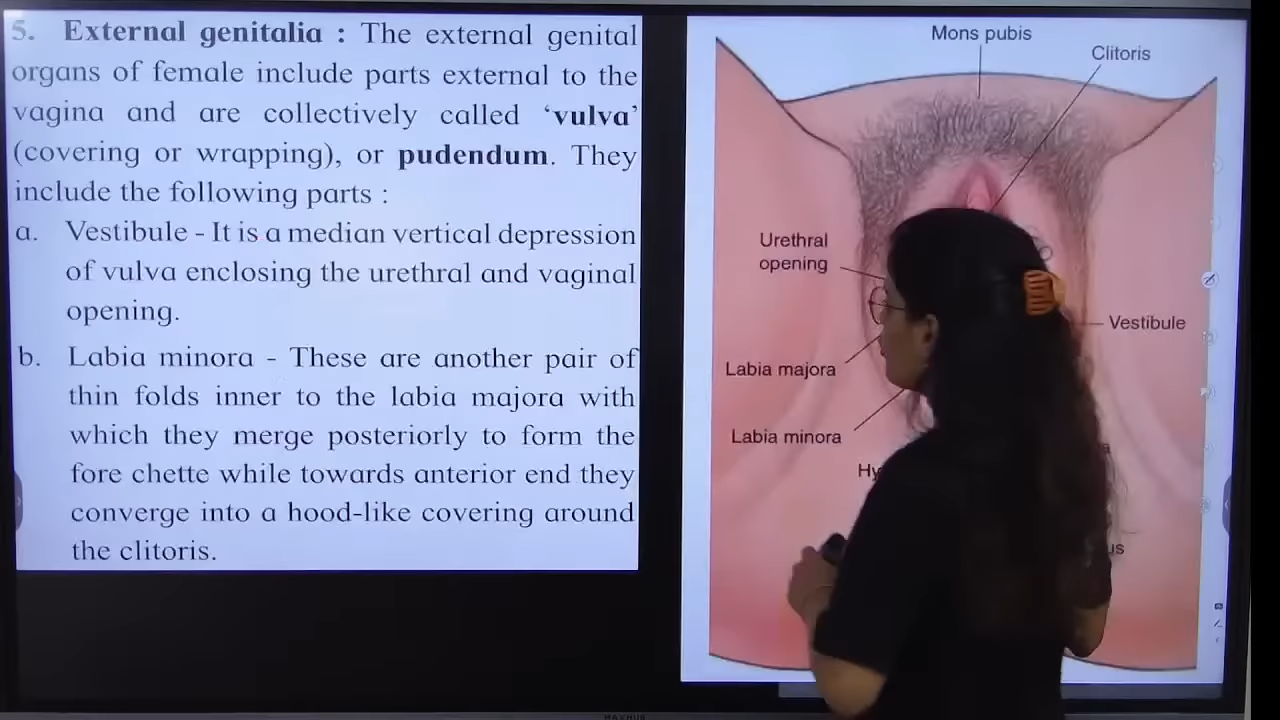 5. External genitalia : The external genital
organs of female include parts external to the
vagina and are collectively called ‘vulva’
(covering or wrapping), or pudendum. They
include the following parts :
a. Vestibule - It is a median vertical depression
of vulva enclosing the urethral and vaginal
opening.
b. Labia minora - These are another pair of
thin folds inner to the labia majora with
which they merge posteriorly to form the
fore chette while towards anterior end they
converge into a hood-like covering around
the clitoris.
Mons pubis
Clitoris
Urethral
opening
Vestibule
Labia majora
Labia minora